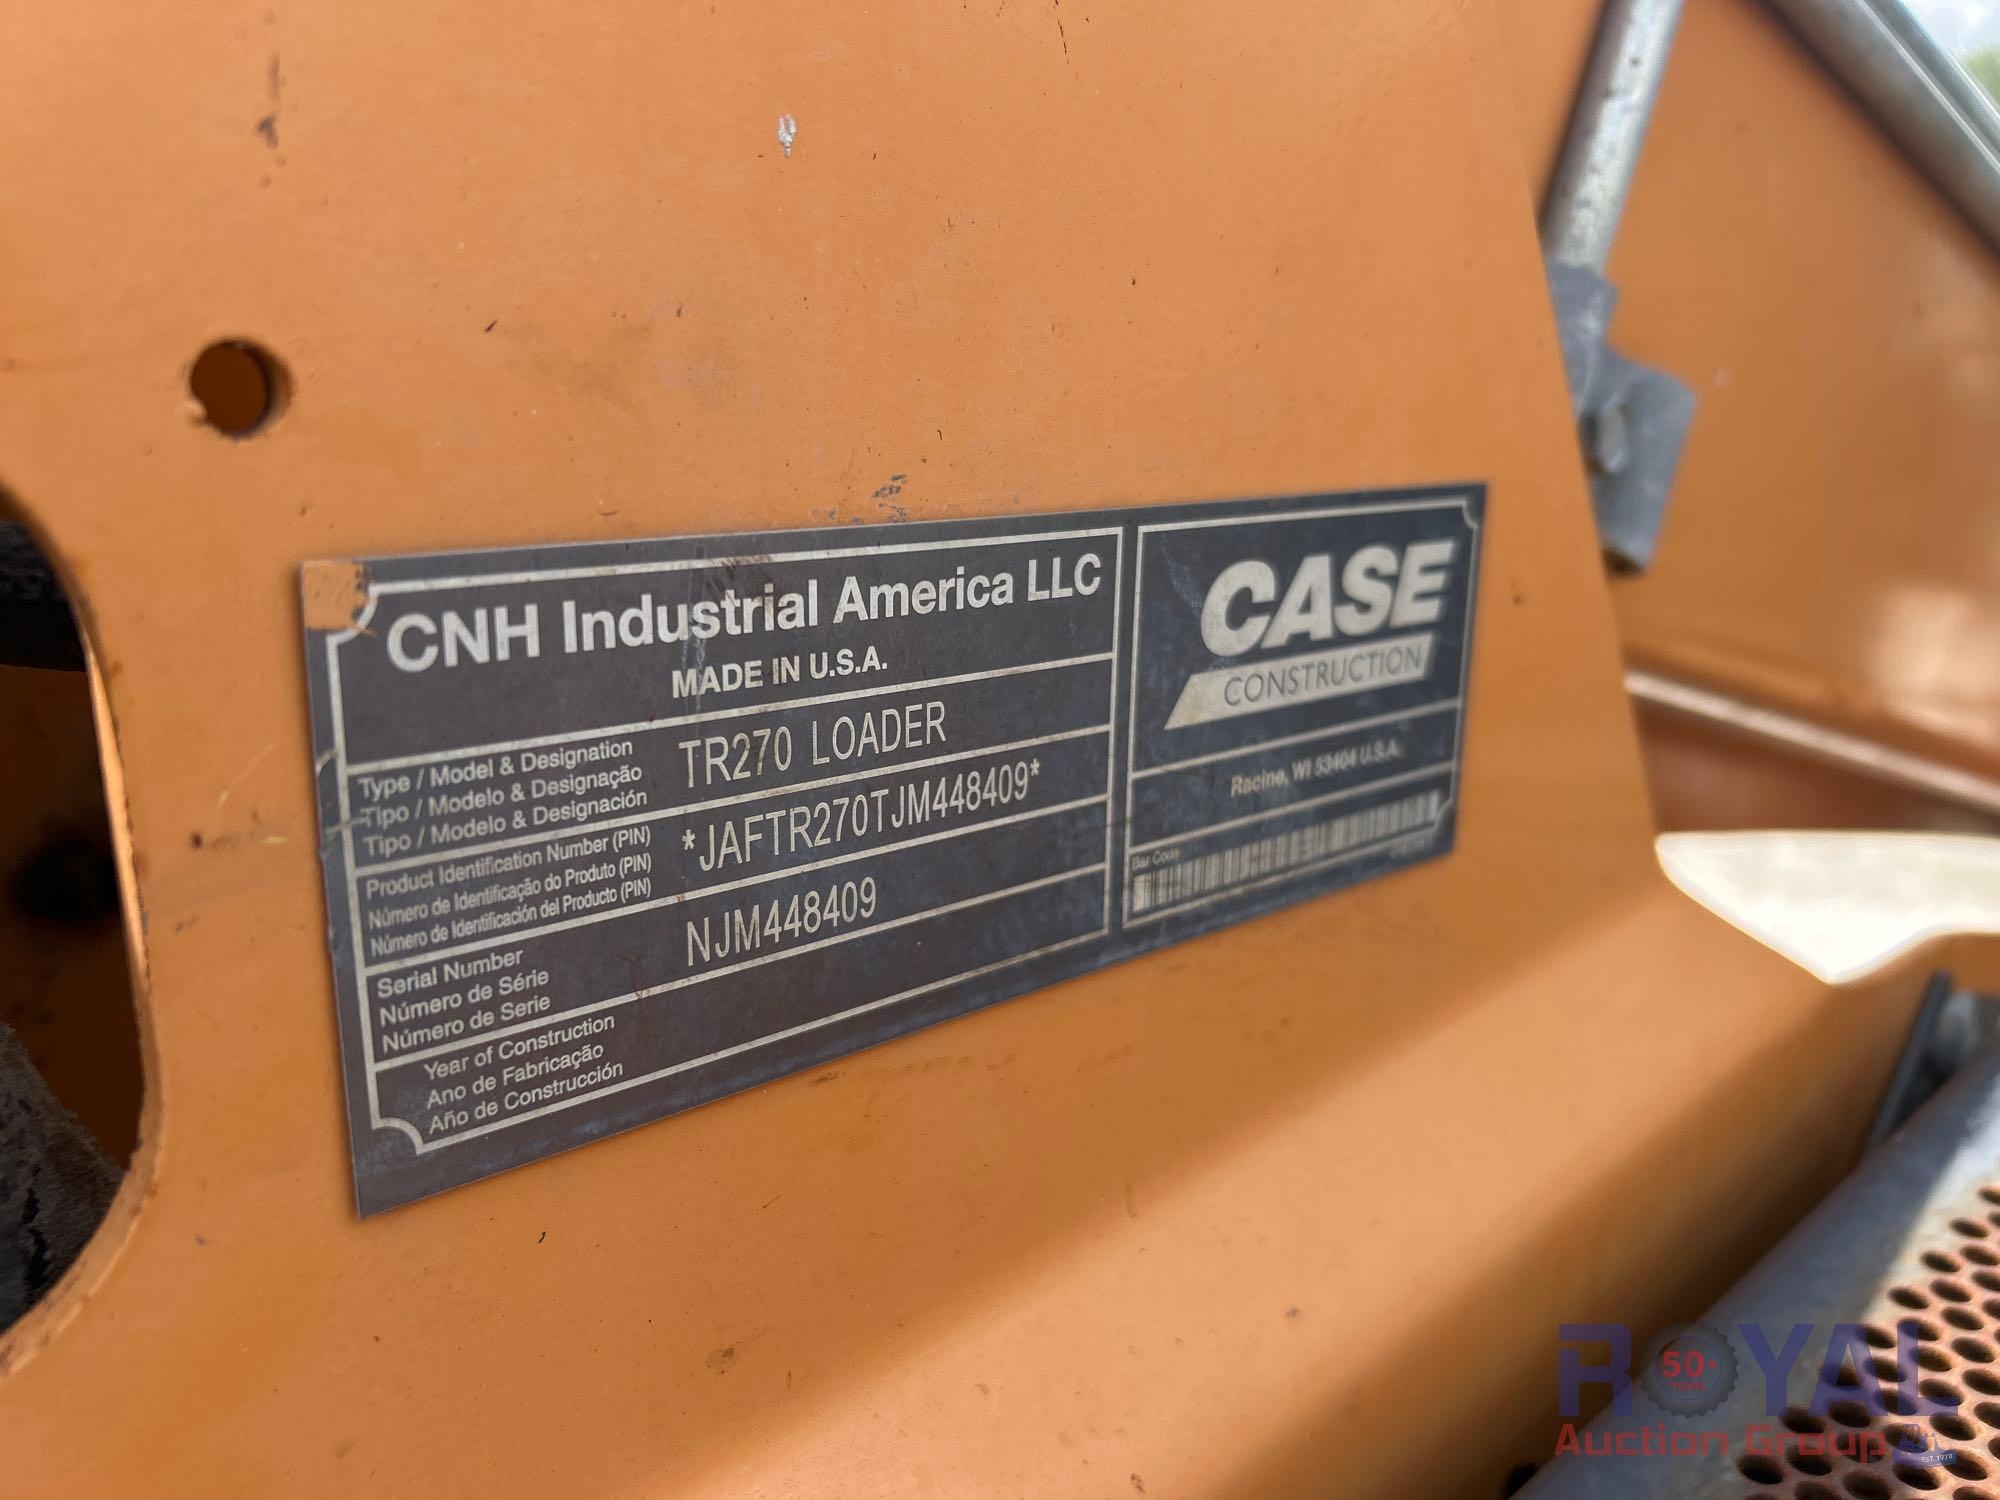 CNH Industrial America LLC
MADE IN U.S.A.
Type / Model & Designation
Tipo / Modelo & Designação
Tipo / Modelo & Designación
TR270 LOADER
Product Identification Number (PIN)
Número de Identificação do Produto (PIN)
Número de Identificación del Producto (PIN)
*JAFTR270TJM448409*
Serial Number
Número de Série
Número de Serie
NJM448409
Year of Construction
Ano de Fabricação
Año de Construcción
CASE
CONSTRUCTION
Racine, WI 53404 U.S.A.
Bar Code
ROYAL
50+
YEARS
Auction Group
EST. 1970